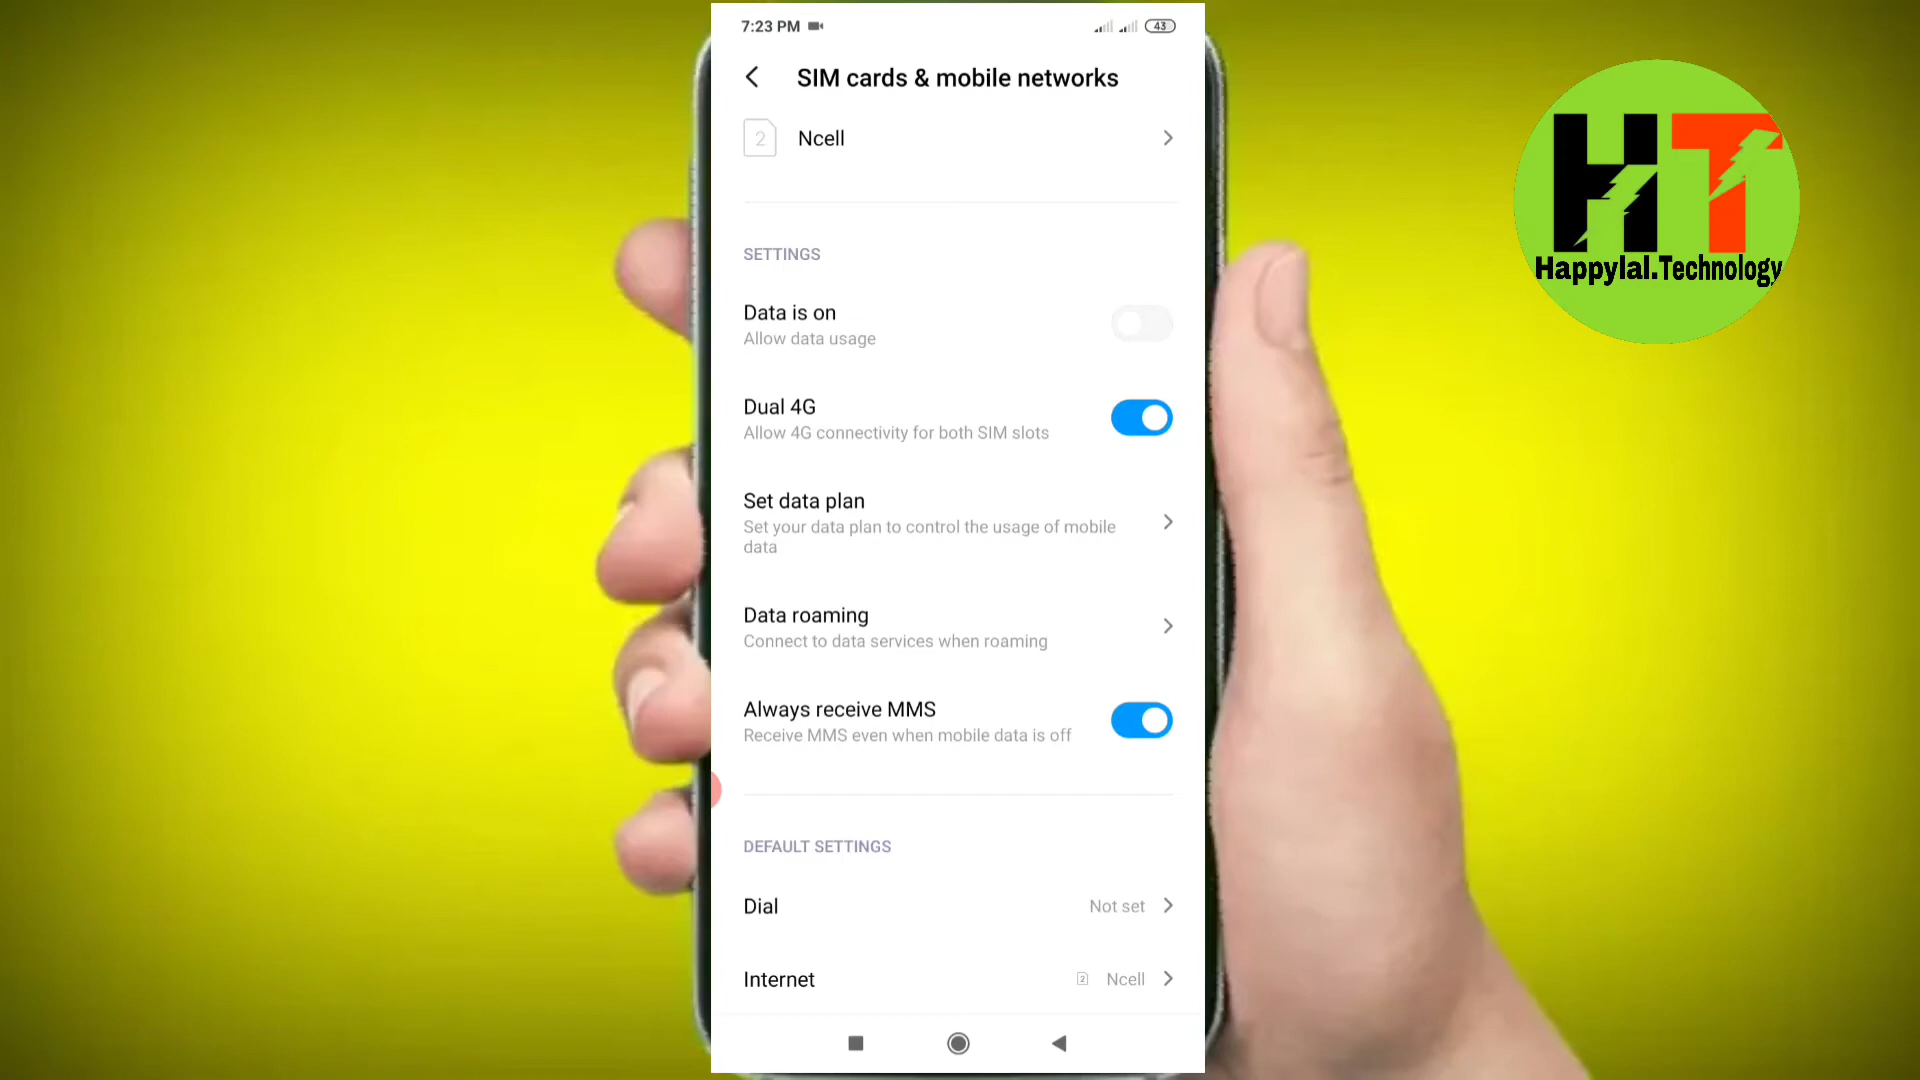 7:23 PM
43
SIM cards & mobile networks
2
Ncell
SETTINGS
Data is on
Allow data usage
Dual 4G
Allow 4G connectivity for both SIM slots
Set data plan
Set your data plan to control the usage of mobile
data
Data roaming
Connect to data services when roaming
Always receive MMS
Receive MMS even when mobile data is off
DEFAULT SETTINGS
Dial
Not set
Internet
2 Ncell
HT
Happylal.Technology